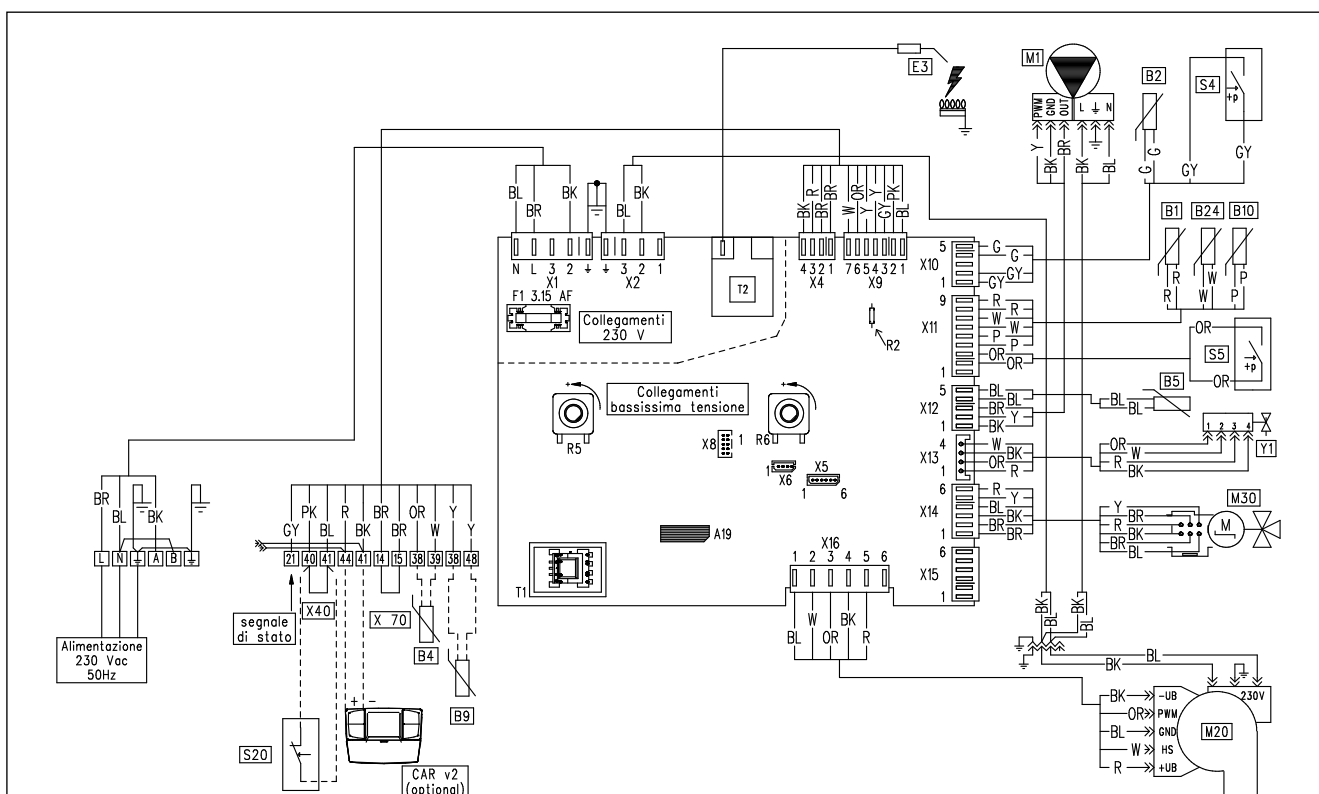 E3
M1
PWM
GND
OUT
L
N
B2
S4
+p
Y
BK
BR
BK
BL
G
G
GY
GY
BL
BR
BK
BL
BK
BK
R
BR
BR
W
OR
Y
Y
GY
PK
BL
B1
B24
B10
R
R
W
W
P
P
N L 3 2
X1
3 2 1
X2
T2
4 3 2 1
X4
7 6 5 4 3 2 1
X9
5
X10
1
G
G
GY
GY
F1 3.15 AF
Collegamenti
230 V
R2
9
X11
1
R
R
W
W
P
P
OR
OR
OR
S5
+p
OR
Collegamenti
bassissima tensione
R5
R6
X8
1
1
X6
X5
1 6
5
X12
1
BL
BL
BR
Y
BK
BL
BL
B5
4
X13
1
W
BK
OR
R
OR
W
R
BK
1 2 3 4
Y1
6
X14
1
R
Y
BL
BK
BR
BR
Y
BR
R
BK
BR
BL
M
M30
A19
T1
X16
1 2 3 4 5 6
6
X15
1
BL
W
OR
BK
R
BR
BL
BK
L N A B
Alimentazione
230 Vac
50Hz
GY
PK
BL
R
BK
BR
BR
OR
W
Y
Y
21 40 41 44 41 14 15 38 39 38 48
segnale
di stato
X40
X 70
B4
B9
S20
+ -
CAR v2
(optional)
BK
BL
BK
BL
BL
BK
230V
BK
-UB
OR
PWM
BL
GND
W
HS
R
+UB
M20